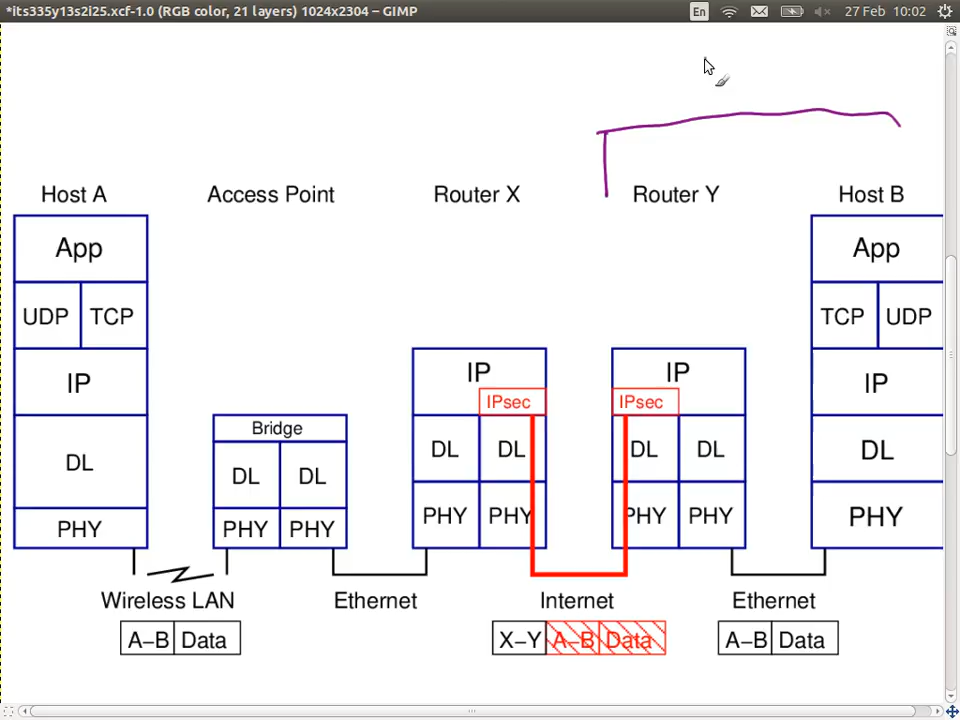 *its335y13s2i25.xcf-1.0 (RGB color, 21 layers) 1024x2304 – GIMP En 27 Feb 10:02
Host A Access Point Router X Router Y Host B
App App
UDP TCP TCP UDP
IP IP IP IP
IPsec IPsec
Bridge
DL DL DL DL DL DL DL DL
PHY PHY PHY PHY PHY PHY PHY PHY
Wireless LAN Ethernet Internet Ethernet
A–B Data X–Y A–B Data A–B Data